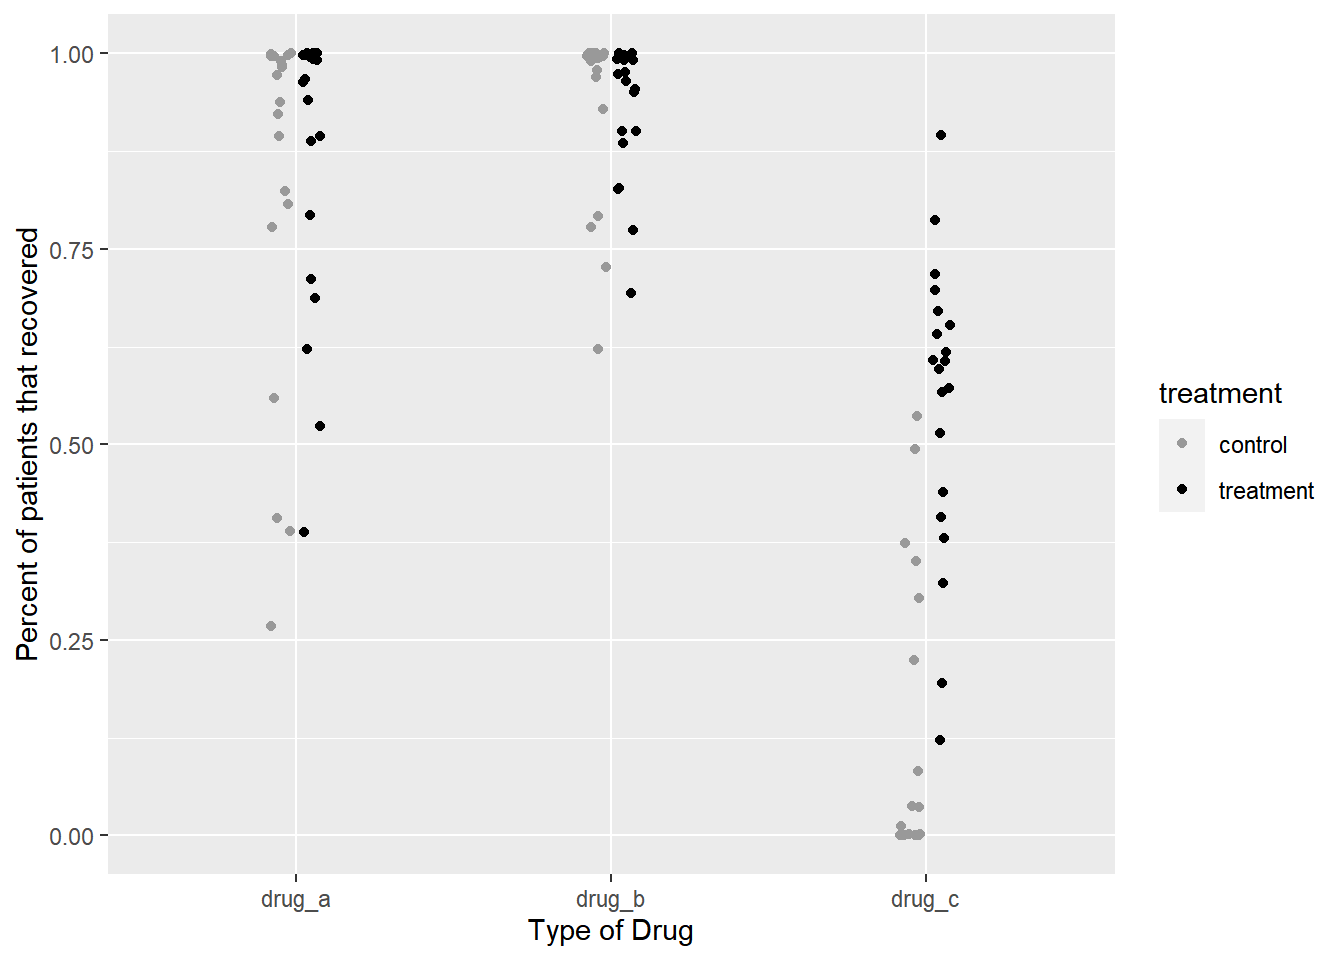 Percent of patients that recovered
1.00
0.75
0.50
0.25
0.00
drug_a
drug_b
drug_c
Type of Drug
treatment
control
treatment